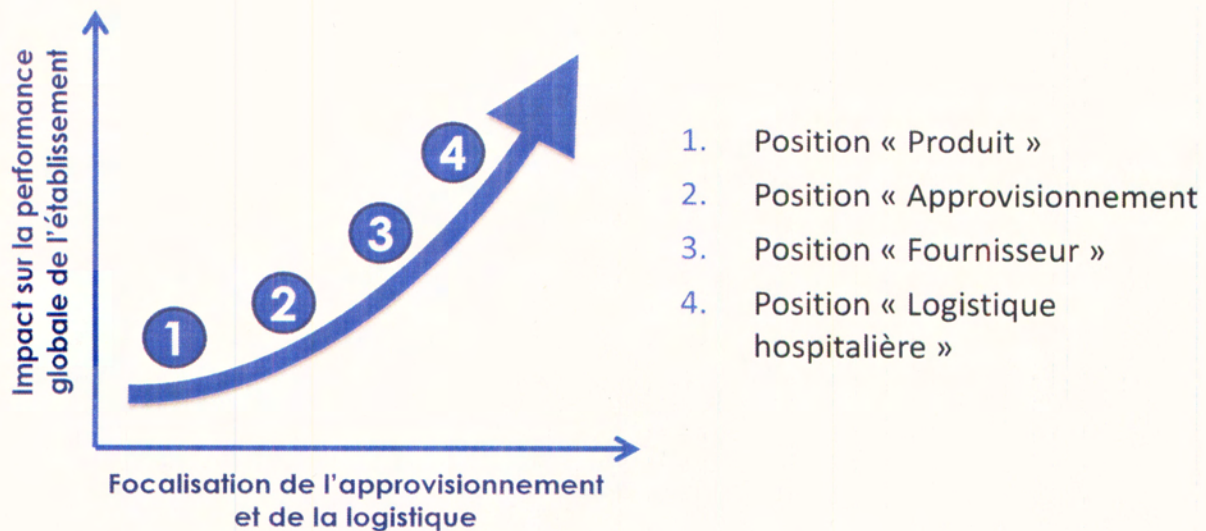 Impact sur la performance
globale de l'établissement
1
2
3
4
Focalisation de l'approvisionnement
et de la logistique
1. Position « Produit »
2. Position « Approvisionnement
3. Position « Fournisseur »
4. Position « Logistique
hospitalière »